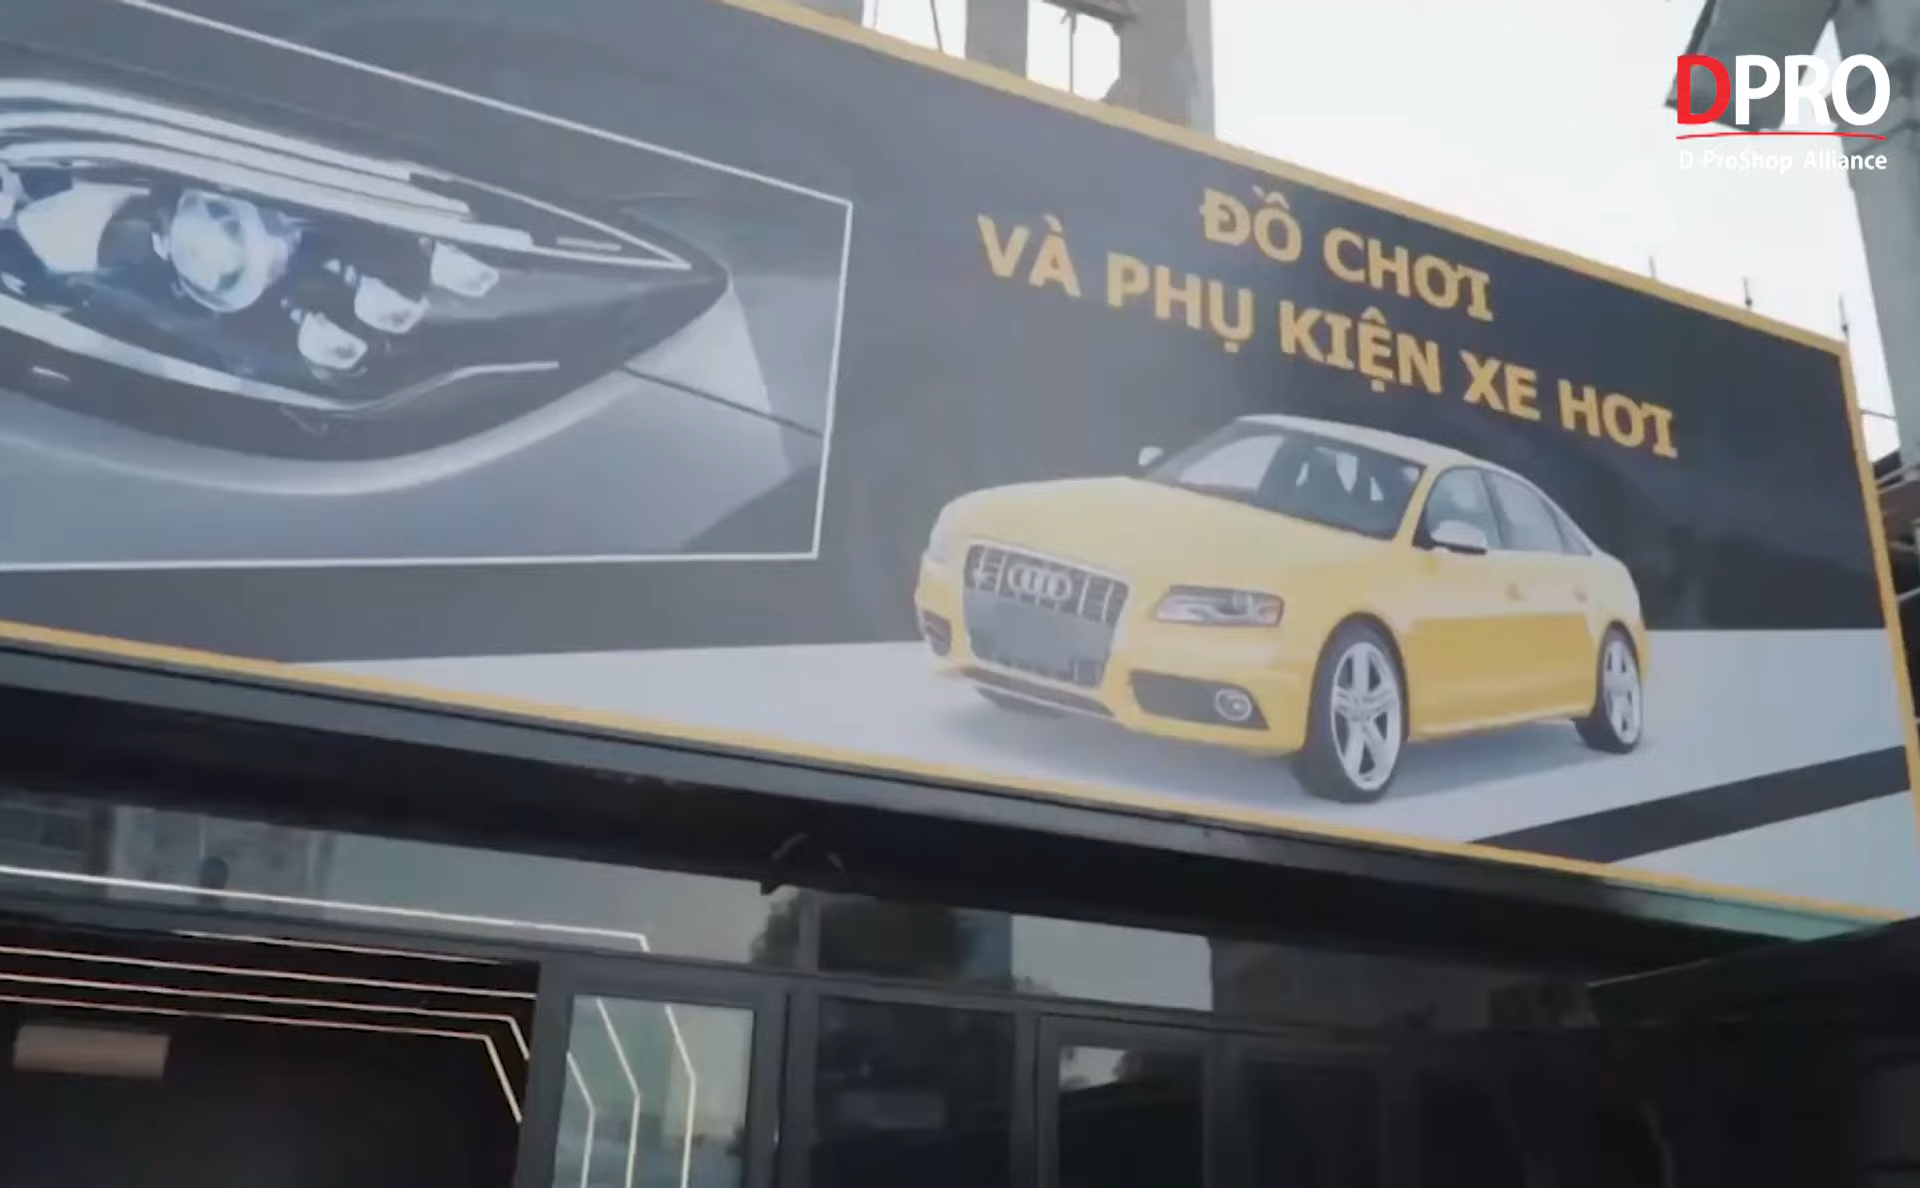 DPRO
D ProShop Alliance
ĐỒ CHƠI
VÀ PHỤ KIỆN XE HƠI